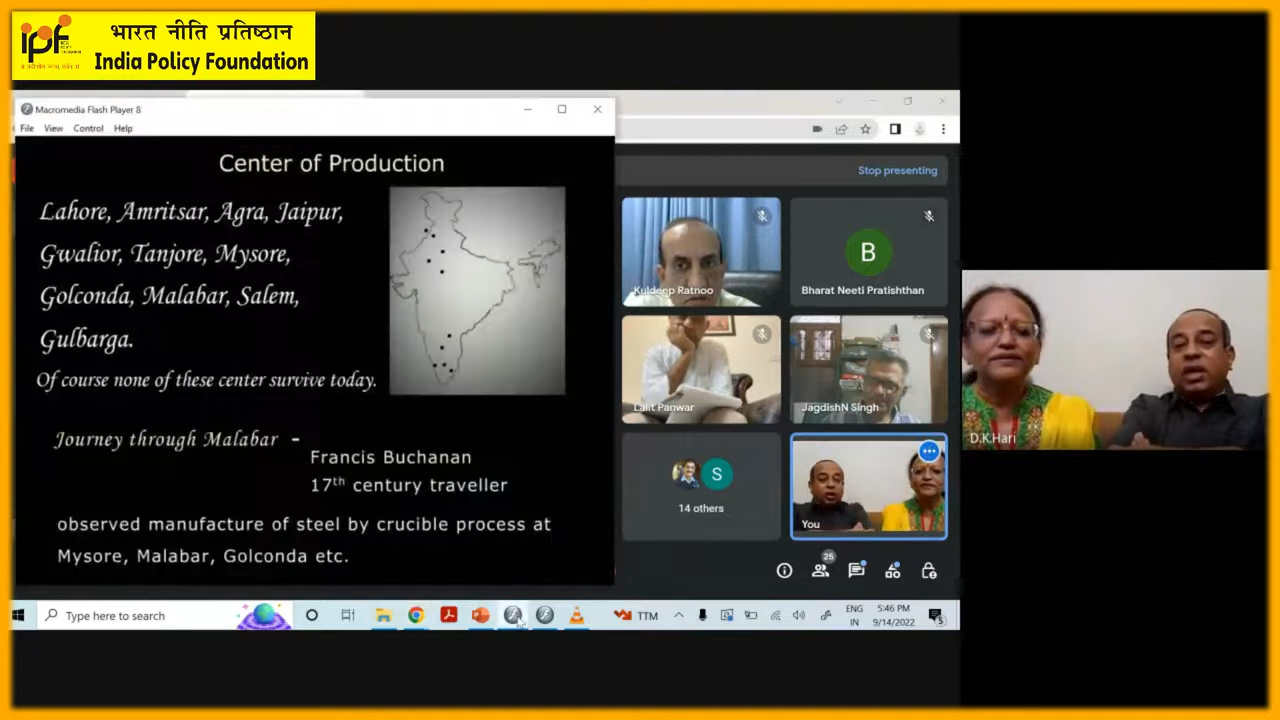 भारत नीति प्रतिष्ठान
ipf
India Policy Foundation
Macromedia Flash Player 8
File View Control Help
Center of Production
Lahore, Amritsar, Agra, Jaipur,
Gwalior, Tanjore, Mysore,
Golconda, Malabar, Salem,
Gulbarga.
Of course none of these center survive today.
Journey through Malabar -
Francis Buchanan
17th century traveller
observed manufacture of steel by crucible process at
Mysore, Malabar, Golconda etc.
Stop presenting
Kuldeep Ratnoo
B
Bharat Neeti Pratishthan
Lalit Panwar
JagdishN Singh
S
14 others
You
25
D.K.Hari
Type here to search
TTM
ENG
IN
5:46 PM
9/14/2022
5